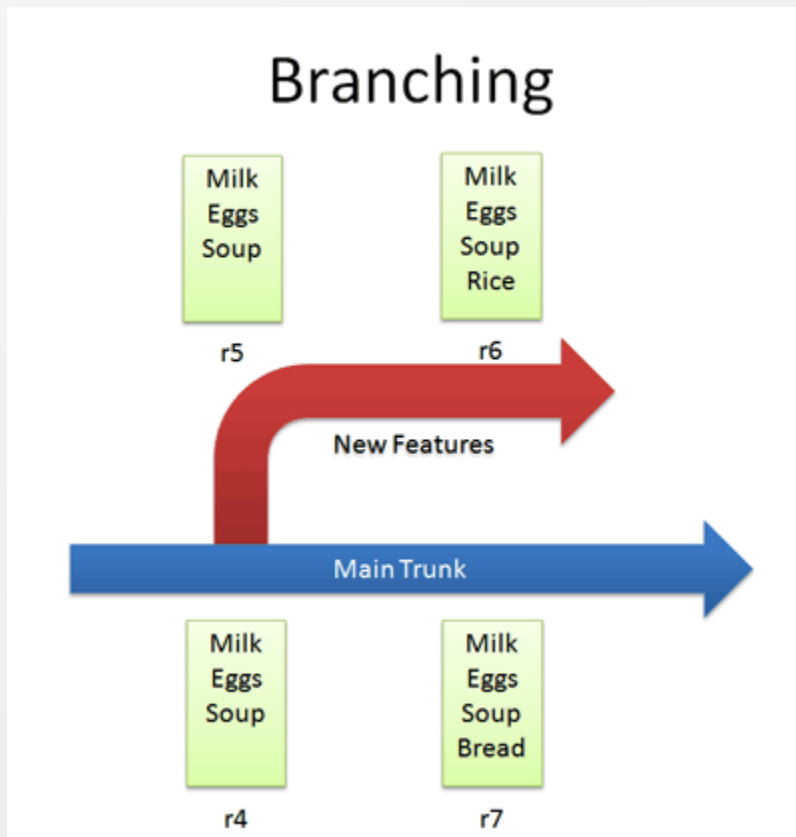 Branching
Milk
Eggs
Soup
r5
Milk
Eggs
Soup
Rice
r6
New Features
Main Trunk
Milk
Eggs
Soup
r4
Milk
Eggs
Soup
Bread
r7